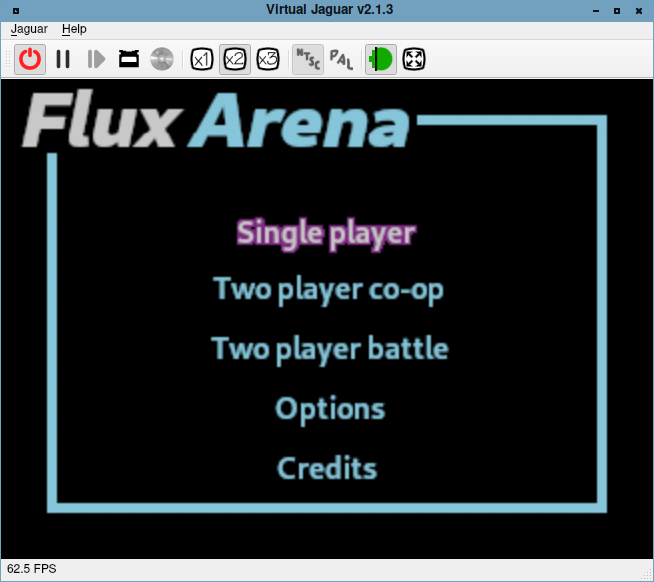 Virtual Jaguar v2.1.3
Jaguar Help
x1 x2 x3 NTSC PAL
Flux Arena
Single player
Two player co-op
Two player battle
Options
Credits
62.5 FPS